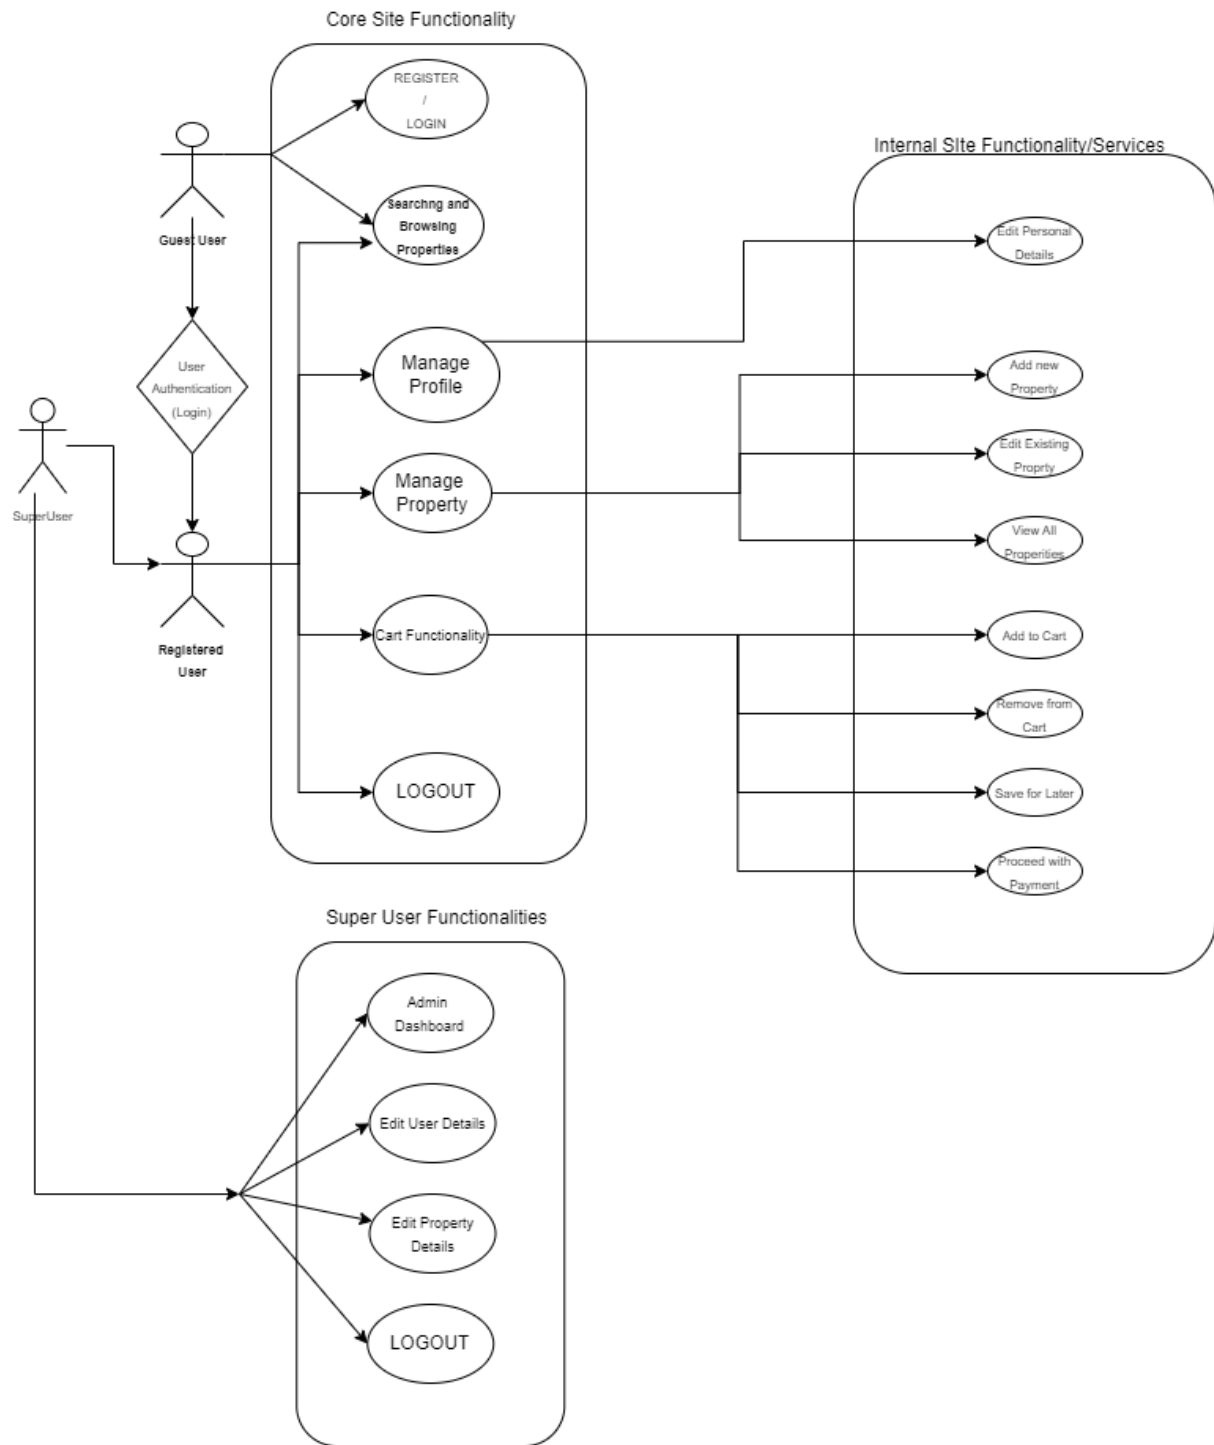 Core Site Functionality
REGISTER
/
LOGIN
Guest User
Searchng and
Browsing
Properties
Internal SIte Functionality/Services
Edit Personal
Details
User
Authentication
(Login)
Manage
Profile
Add new
Property
Edit Existing
Proprty
SuperUser
Manage
Property
View All
Properities
Registered
User
Cart Functionality
Add to Cart
Remove from
Cart
LOGOUT
Save for Later
Proceed with
Payment
Super User Functionalities
Admin
Dashboard
Edit User Details
Edit Property
Details
LOGOUT